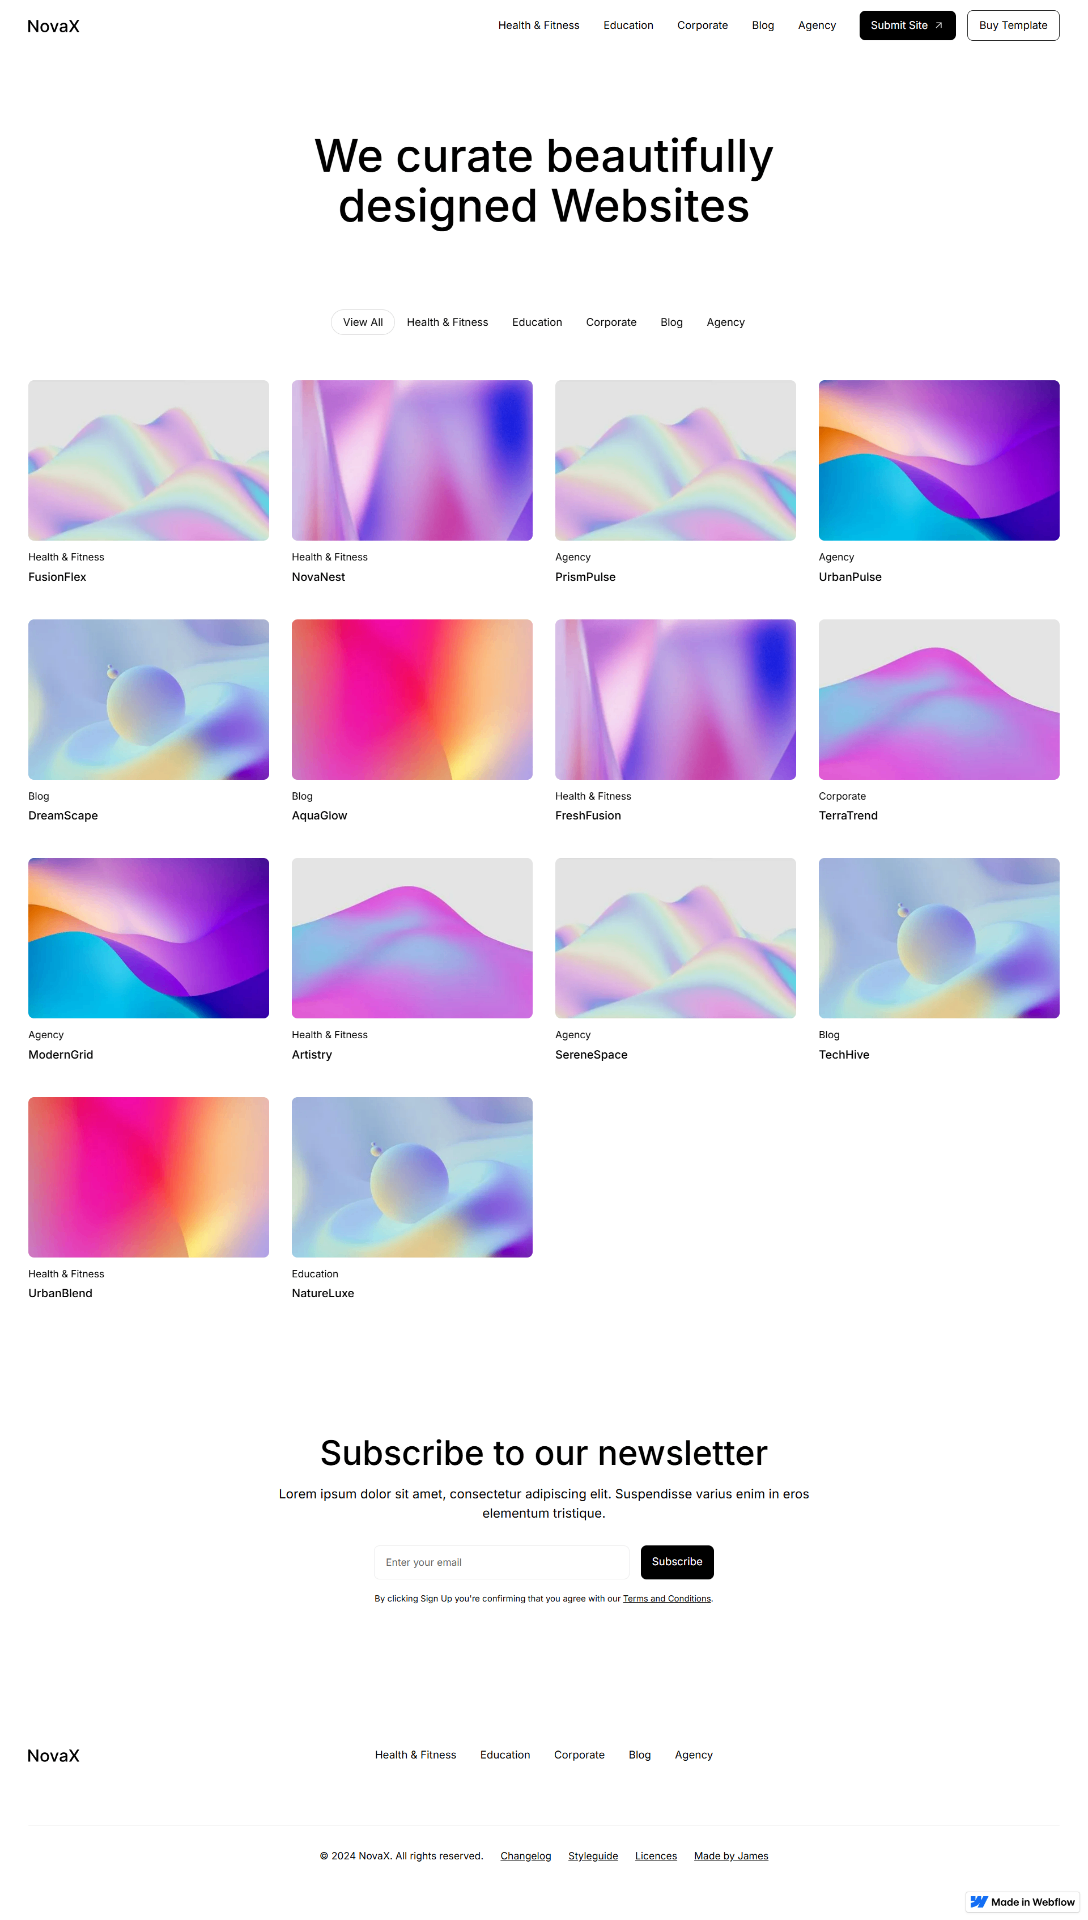 NovaX
Health & Fitness Education Corporate Blog Agency Submit Site Buy Template
We curate beautifully
designed Websites
View All Health & Fitness Education Corporate Blog Agency
Health & Fitness
FusionFlex
Health & Fitness
NovaNest
Agency
PrismPulse
Agency
UrbanPulse
Blog
DreamScape
Blog
AquaGlow
Health & Fitness
FreshFusion
Corporate
TerraTrend
Agency
ModernGrid
Health & Fitness
Artistry
Agency
SereneSpace
Blog
TechHive
Health & Fitness
UrbanBlend
Education
NatureLuxe
Subscribe to our newsletter
Lorem ipsum dolor sit amet, consectetur adipiscing elit. Suspendisse varius enim in eros
elementum tristique.
Enter your email
Subscribe
By clicking Sign Up you're confirming that you agree with our Terms and Conditions.
NovaX
Health & Fitness Education Corporate Blog Agency
© 2024 NovaX. All rights reserved. Changelog Styleguide Licences Made by James
Made in Webflow